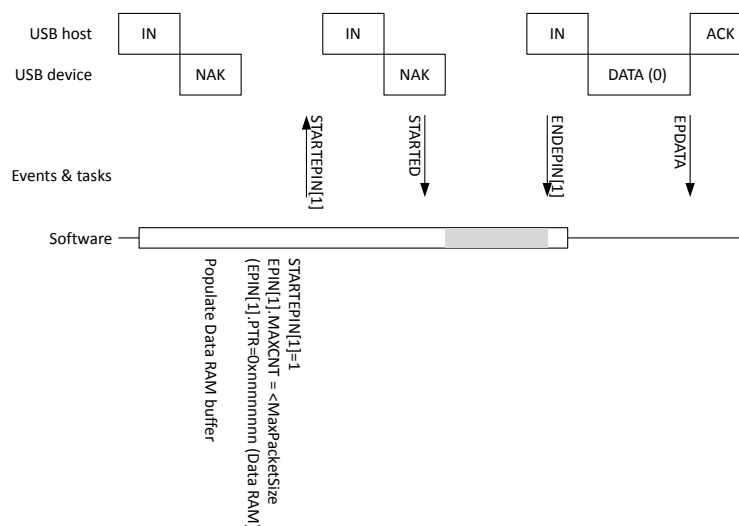 USB host IN IN IN ACK
USB device NAK NAK DATA (0)
STARTEPIN[1]
STARTED
ENDEPIN[1]
EPDATA
Events & tasks
Software
STARTEPIN[1]=1
EPIN[1].MAXCNT = <MaxPacketSize
(EPIN[1].PTR=0xnnnnnnnn (Data RAM)
Populate Data RAM buffer